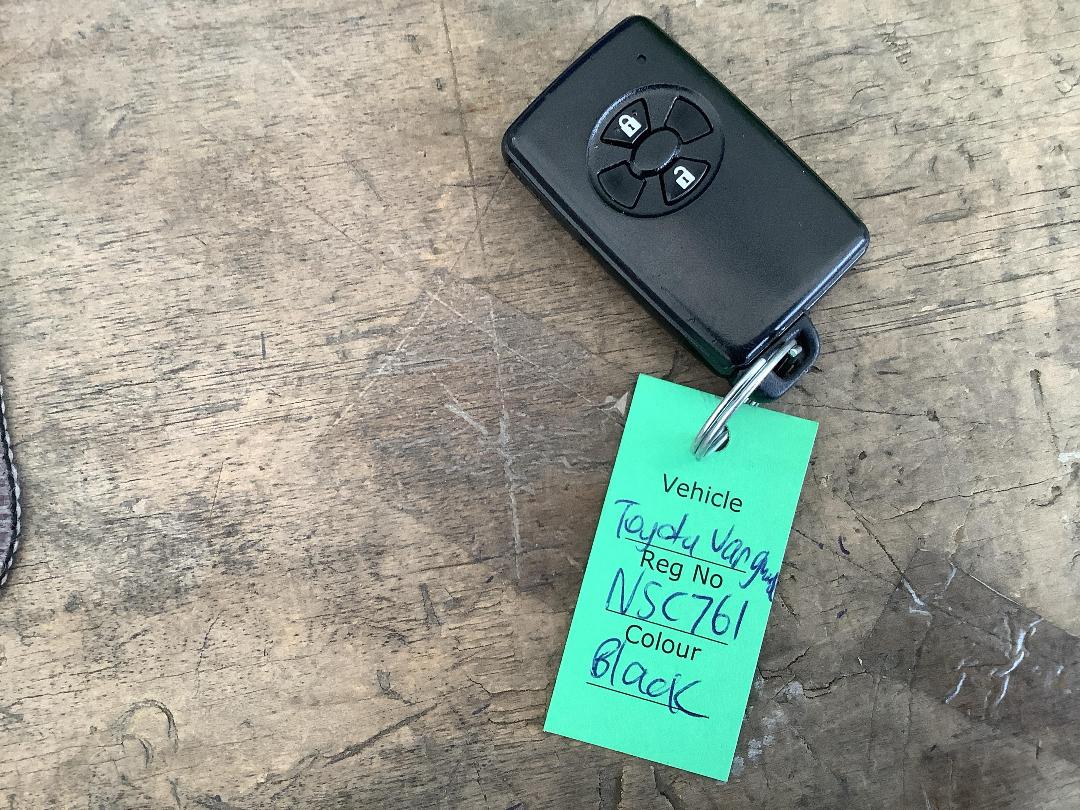 Vehicle
Toyota Vanguard
Reg No
NSC761
Colour
Black